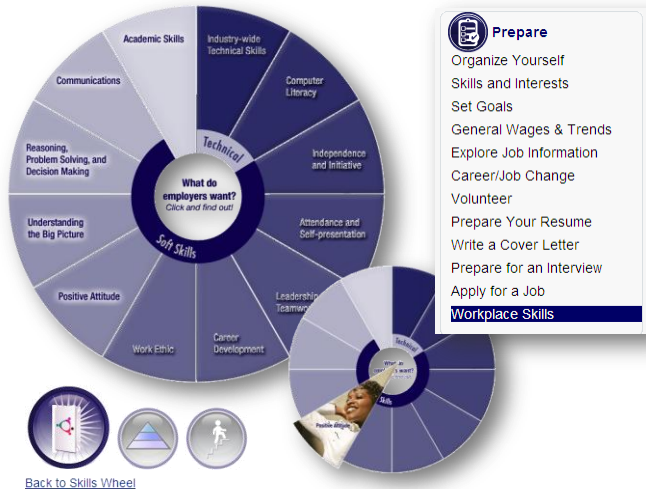 Academic Skills
Industry-wide
Technical Skills
Communications
Computer
Literacy
Reasoning,
Problem Solving, and
Decision Making
Technical
Independence
and Initiative
What do
employers want?
Click and find out!
Understanding
the Big Picture
Attendance and
Self-presentation
Soft Skills
Positive Attitude
Leadership
Teamwo
Work Ethic
Career
Development
Technical
Skills
Positive Attitude
Back to Skills Wheel
Prepare
Organize Yourself
Skills and Interests
Set Goals
General Wages & Trends
Explore Job Information
Career/Job Change
Volunteer
Prepare Your Resume
Write a Cover Letter
Prepare for an Interview
Apply for a Job
Workplace Skills